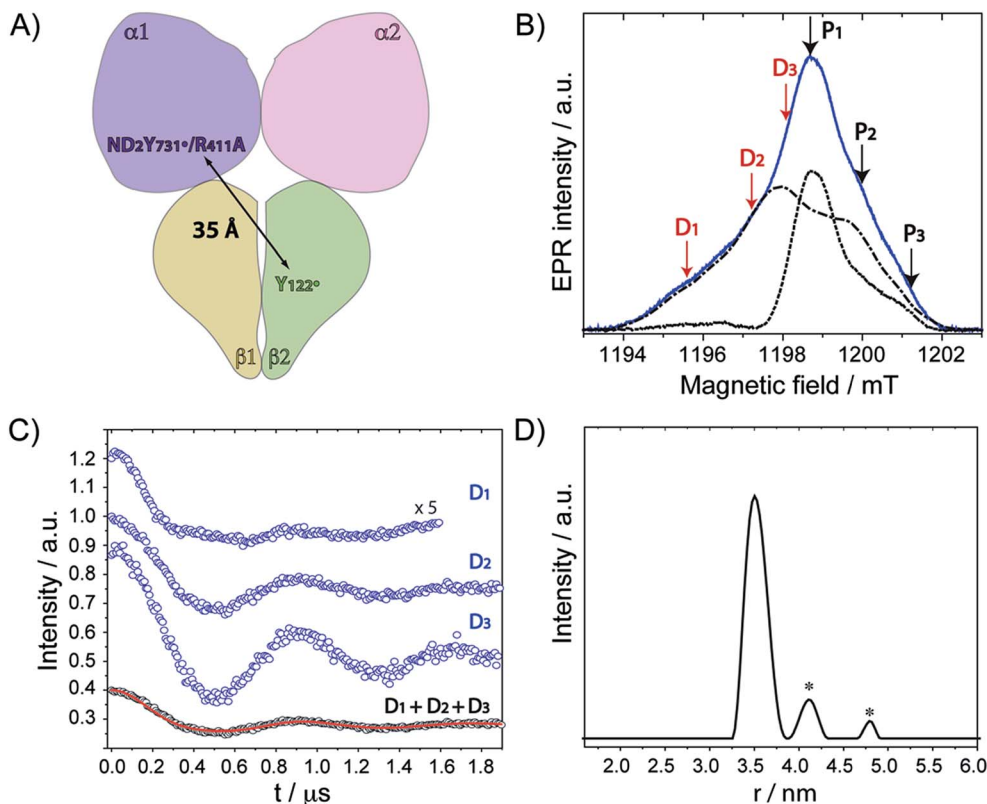 A)
α1
α2
ND2Y731•/R411A
35 Å
Y122•
β1
β2
B)
EPR intensity / a.u.
P1
D3
P2
D2
P3
D1
1194 1196 1198 1200 1202
Magnetic field / mT
C)
Intensity / a.u.
1.2
1.0
0.9
0.8
0.7
0.6
0.5
0.4
0.3
D1
x 5
D2
D3
D1 + D2 + D3
0.0 0.2 0.4 0.6 0.8 1.0 1.2 1.4 1.6 1.8
t / μs
D)
Intensity / a.u.
*
*
2.0 2.5 3.0 3.5 4.0 4.5 5.0 5.5 6.0
r / nm